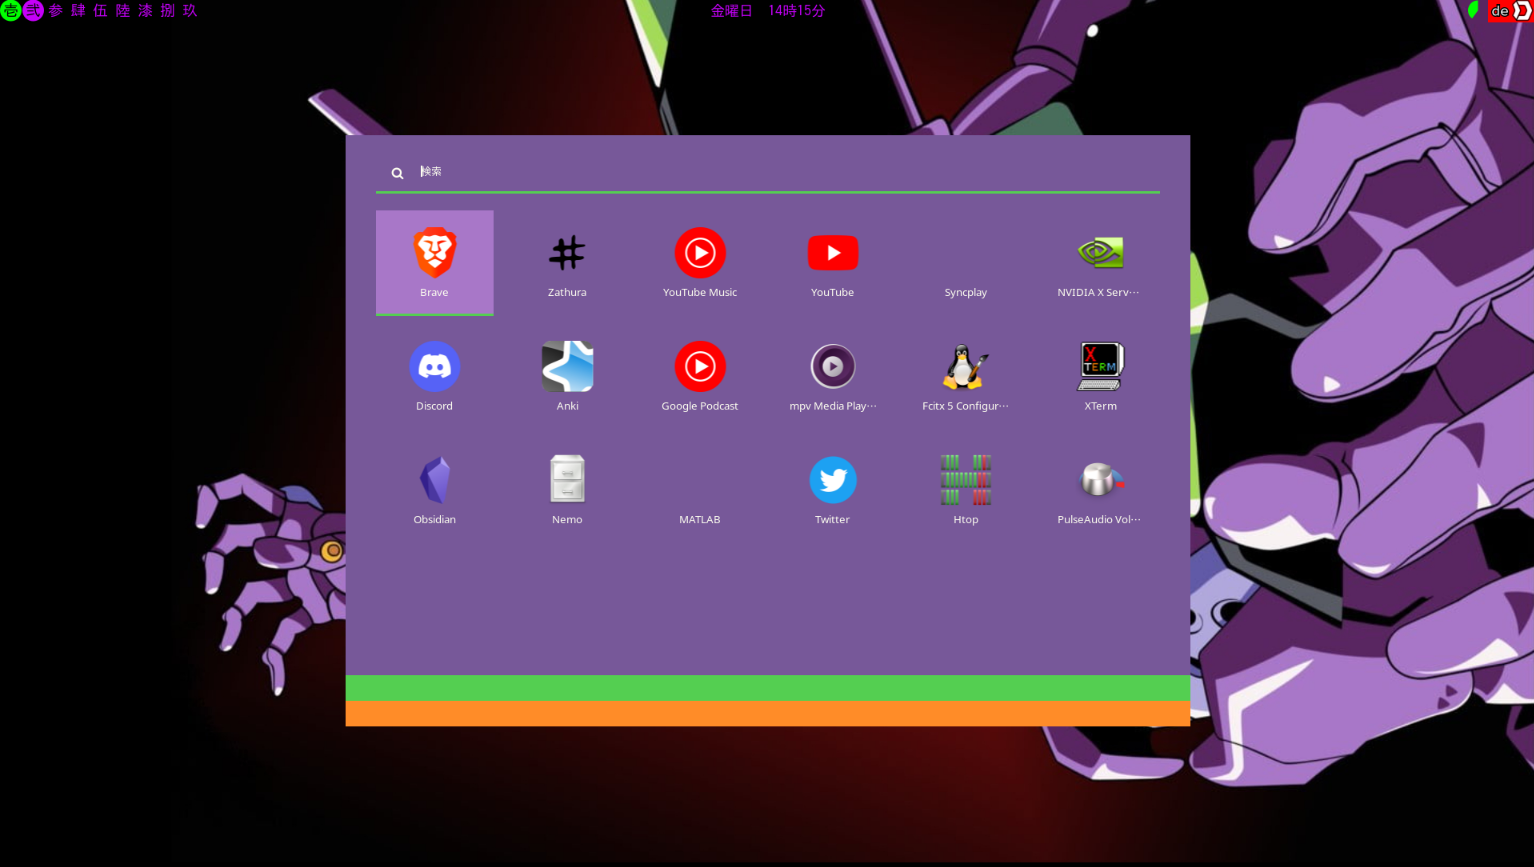 壱 弐 参 肆 伍 陸 漆 捌 玖
金曜日 14時15分
de
検索
Brave
Zathura
YouTube Music
YouTube
Syncplay
NVIDIA X Serv…
Discord
Anki
Google Podcast
mpv Media Play…
Fcitx 5 Configur…
X TERM
XTerm
Obsidian
Nemo
MATLAB
Twitter
Htop
PulseAudio Vol…